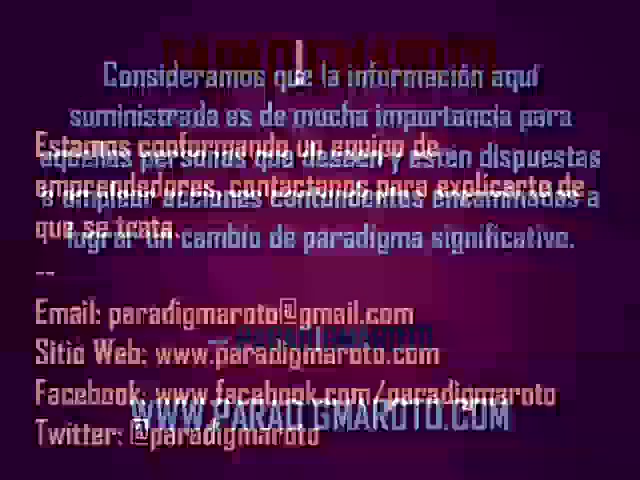 PARADIGMAROTO
Consideramos que la información aquí
suministrada es de mucha importancia para
aquellas personas que deseen y estén dispuestas
a emplear acciones contundentes encaminadas a
lograr un cambio de paradigma significativo.
Estamos conformando un equipo de
emprendedores, contactanos para explicarte de
que se trata.
--
Email: paradigmaroto@gmail.com
PARADIGMAROTO
Sitio Web: www.paradigmaroto.com
Facebook: www.facebook.com/paradigmaroto
WWW.PARADIGMAROTO.COM
Twitter: @paradigmaroto